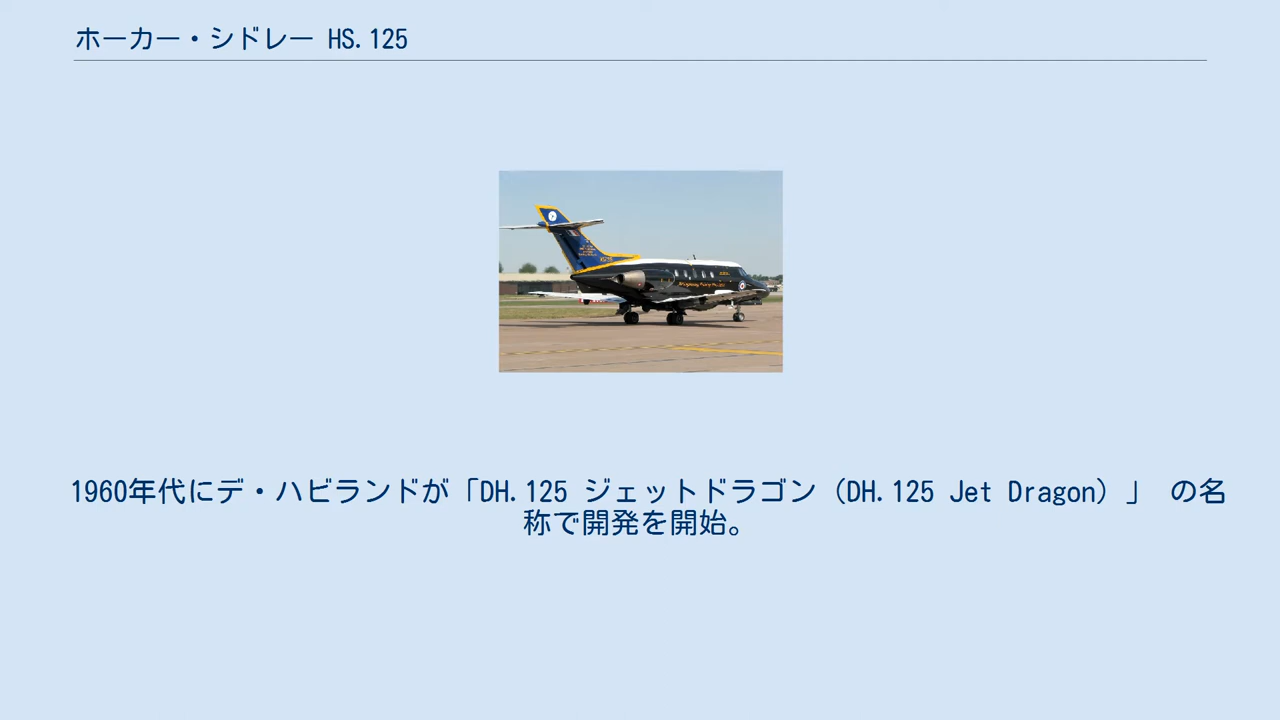 ホーカー・シドレー HS.125
1960年代にデ・ハビランドが「DH.125 ジェットドラゴン（DH.125 Jet Dragon）」 の名
称で開発を開始。